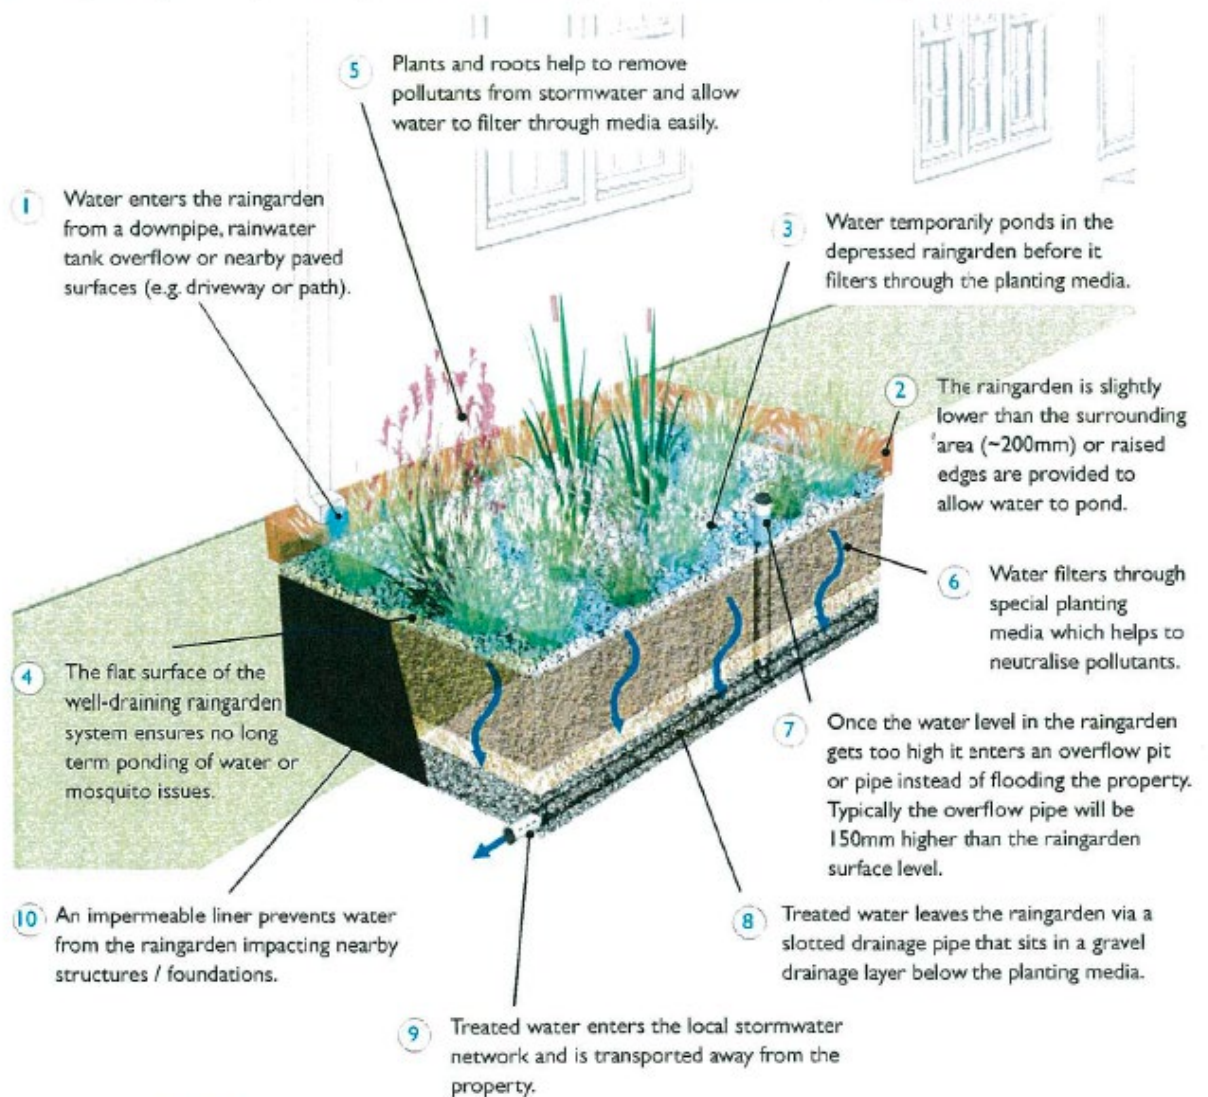 5
Plants and roots help to remove
pollutants from stormwater and allow
water to filter through media easily.
1
Water enters the raingarden
from a downpipe, rainwater
tank overflow or nearby paved
surfaces (e.g. driveway or path).
3
Water temporarily ponds in the
depressed raingarden before it
filters through the planting media.
2
The raingarden is slightly
lower than the surrounding
area (~200mm) or raised
edges are provided to
allow water to pond.
6
Water filters through
special planting
media which helps to
neutralise pollutants.
4
The flat surface of the
well-draining raingarden
system ensures no long
term ponding of water or
mosquito issues.
7
Once the water level in the raingarden
gets too high it enters an overflow pit
or pipe instead of flooding the property.
Typically the overflow pipe will be
150mm higher than the raingarden
surface level.
10
An impermeable liner prevents water
from the raingarden impacting nearby
structures / foundations.
8
Treated water leaves the raingarden via a
slotted drainage pipe that sits in a gravel
drainage layer below the planting media.
9
Treated water enters the local stormwater
network and is transported away from the
property.